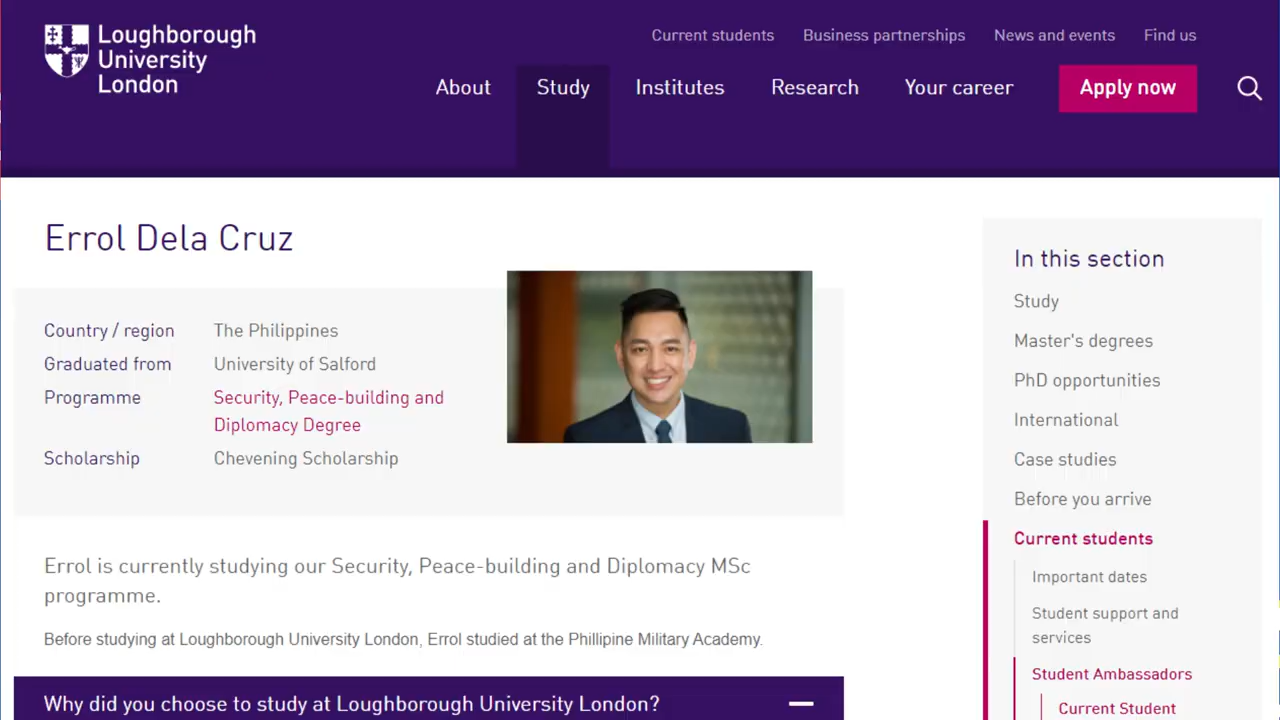 Loughborough
University
London
Current students Business partnerships News and events Find us
About Study Institutes Research Your career Apply now
Errol Dela Cruz
Country / region The Philippines
Graduated from University of Salford
Programme Security, Peace-building and
Diplomacy Degree
Scholarship Chevening Scholarship
Errol is currently studying our Security, Peace-building and Diplomacy MSc
programme.
Before studying at Loughborough University London, Errol studied at the Phillipine Military Academy.
Why did you choose to study at Loughborough University London?
In this section
Study
Master's degrees
PhD opportunities
International
Case studies
Before you arrive
Current students
Important dates
Student support and
services
Student Ambassadors
Current Student